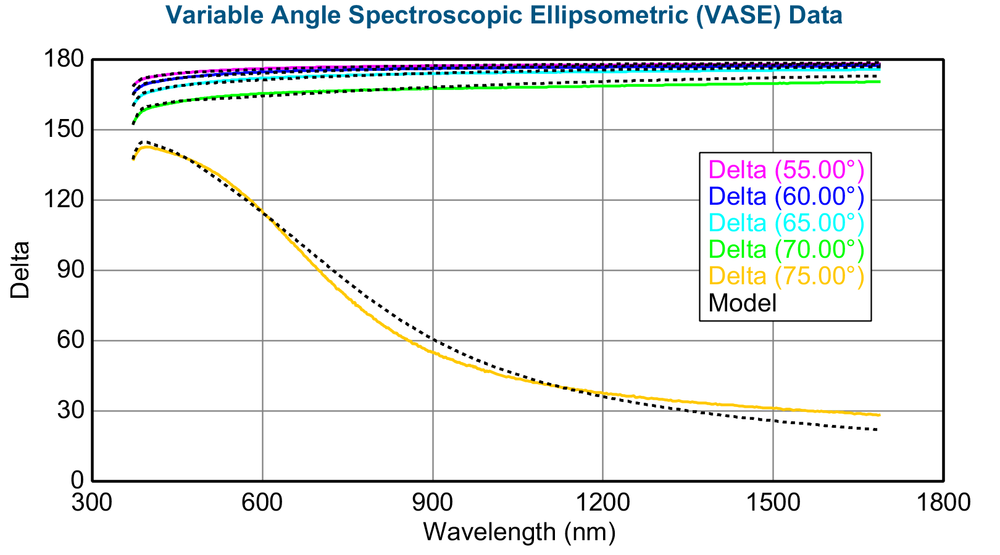 Variable Angle Spectroscopic Ellipsometric (VASE) Data
180
150
120
90
60
30
0
Delta
Delta (55.00°)
Delta (60.00°)
Delta (65.00°)
Delta (70.00°)
Delta (75.00°)
Model
300 600 900 1200 1500 1800
Wavelength (nm)